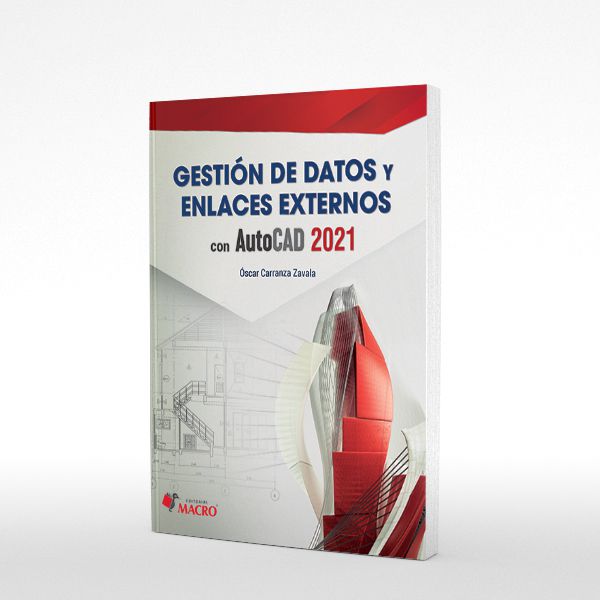 GESTIÓN DE DATOS Y
ENLACES EXTERNOS
con AutoCAD 2021
Óscar Carranza Zavala
EDITORIAL
MACRO